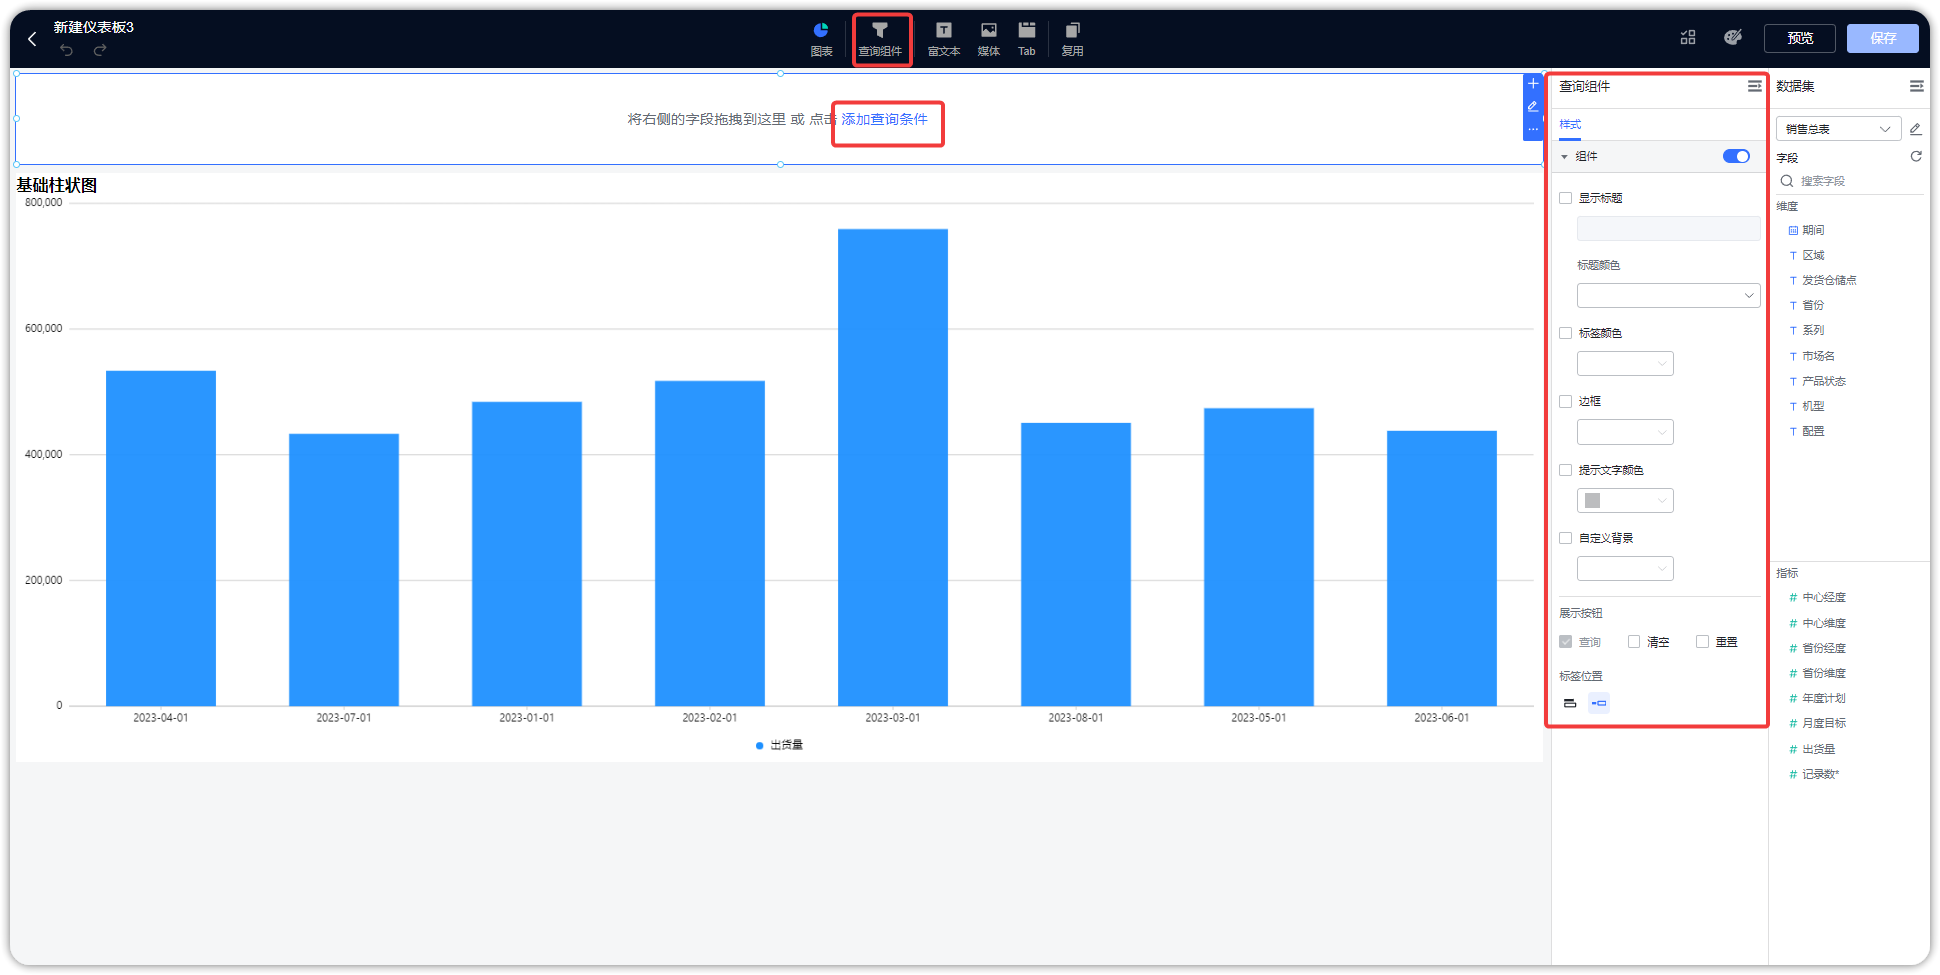 新建仪表板3
图表
查询组件
富文本
媒体
Tab
复用
预览
保存
将右侧的字段拖拽到这里 或 点击 添加查询条件
基础柱状图
800,000
600,000
400,000
200,000
0
2023-04-01
2023-07-01
2023-01-01
2023-02-01
2023-03-01
2023-08-01
2023-05-01
2023-06-01
出货量
查询组件
样式
组件
显示标题
标题颜色
标签颜色
边框
提示文字颜色
自定义背景
展示按钮
查询
清空
重置
标签位置
数据集
销售总表
字段
搜索字段
维度
期间
T 区域
T 发货仓储点
T 省份
T 系列
T 市场名
T 产品状态
T 机型
T 配置
指标
# 中心经度
# 中心维度
# 省份经度
# 省份维度
# 年度计划
# 月度目标
# 出货量
# 记录数*